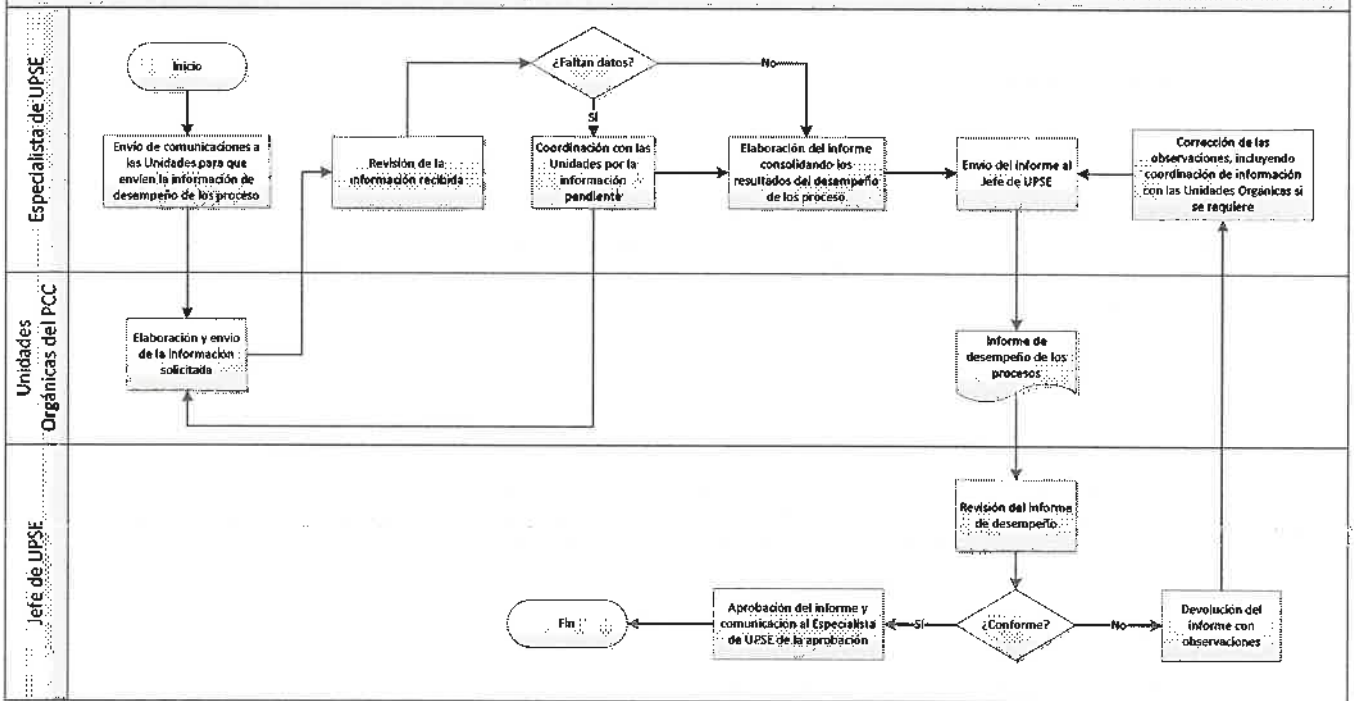 Especialista de UPSE
Inicio
Envío de comunicaciones a
las Unidades para que
envíen la información de
desempeño de los proceso
Revisión de la
información recibida
¿Faltan datos?
No
Sí
Coordinación con las
Unidades por la
información
pendiente
Elaboración del informe
consolidando los
resultados del desempeño
de los proceso.
Envío del informe al
Jefe de UPSE
Corrección de las
observaciones, incluyendo
coordinación de información
con las Unidades Orgánicas si
se requiere
Unidades
Orgánicas del PCC
Elaboración y envío
de la información
solicitada
Informe de
desempeño de los
procesos
Jefe de UPSE
Revisión del informe
de desempeño
¿Conforme?
Sí
No
Aprobación del informe y
comunicación al Especialista
de UPSE de la aprobación
Fin
Devolución del
informe con
observaciones